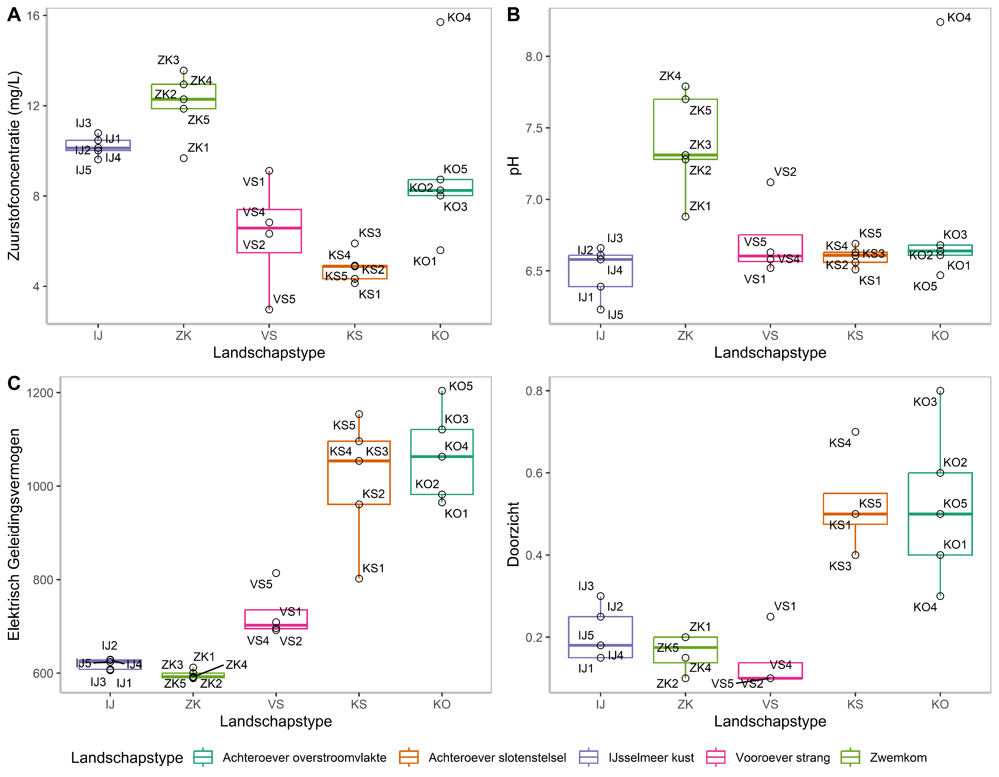 A
16
12
8
4
Zuurstofconcentratie (mg/L)
KO4
ZK3
ZK4
ZK2
ZK5
ZK1
IJ3
IJ1
IJ2
IJ4
IJ5
VS1
VS4
VS2
VS5
KS3
KS4
KS2
KS5
KS1
KO5
KO2
KO3
KO1
IJ ZK VS KS KO
Landschapstype
B
8.0
7.5
7.0
6.5
pH
KO4
ZK4
ZK5
ZK3
ZK2
ZK1
VS2
IJ3
IJ2
IJ4
IJ1
IJ5
VS5
VS4
VS1
KS5
KS4
KS3
KS2
KS1
KO3
KO2
KO1
KO5
IJ ZK VS KS KO
Landschapstype
C
1200
1000
800
600
Elektrisch Geleidingsvermogen
KO5
KO3
KO4
KO2
KO1
KS5
KS4
KS3
KS2
KS1
VS5
VS1
VS4
VS2
IJ2
IJ5
IJ4
IJ3
IJ1
ZK1
ZK3
ZK4
ZK5
ZK2
IJ ZK VS KS KO
Landschapstype
0.8
0.6
0.4
0.2
Doorzicht
KO3
KS4
KO2
KS5
KO5
KS1
KO1
KS3
KO4
IJ3
IJ2
IJ5
IJ4
IJ1
ZK1
ZK5
ZK4
ZK2
VS1
VS4
VS5
VS2
IJ ZK VS KS KO
Landschapstype
Landschapstype Achteroever overstroomvlakte Achteroever slotenstelsel IJsselmeer kust Vooroever strang Zwemkom